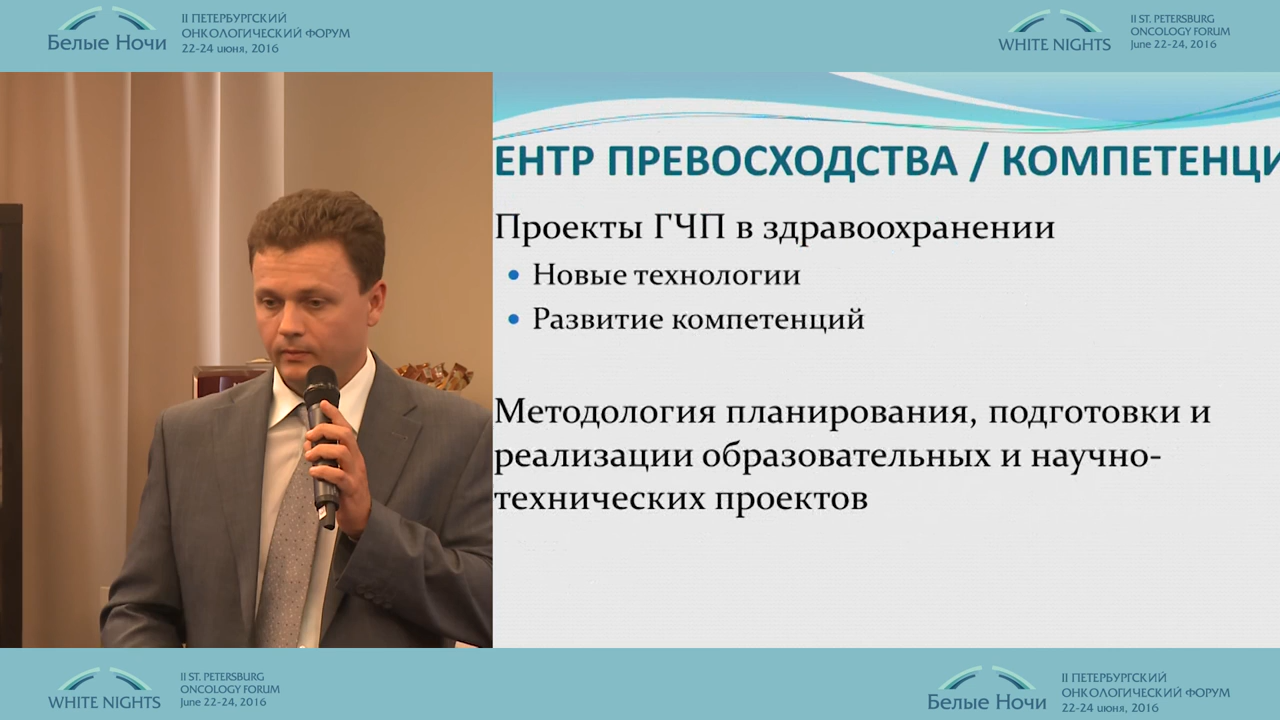 Белые Ночи
II ПЕТЕРБУРГСКИЙ
ОНКОЛОГИЧЕСКИЙ ФОРУМ
22-24 июня, 2016
WHITE NIGHTS
II ST. PETERSBURG
ONCOLOGY FORUM
June 22-24, 2016
ЕНТР ПРЕВОСХОДСТВА / КОМПЕТЕНЦИ
Проекты ГЧП в здравоохранении
• Новые технологии
• Развитие компетенций
Методология планирования, подготовки и
реализации образовательных и научно-
технических проектов
WHITE NIGHTS
II ST. PETERSBURG
ONCOLOGY FORUM
June 22-24, 2016
Белые Ночи
II ПЕТЕРБУРГСКИЙ
ОНКОЛОГИЧЕСКИЙ ФОРУМ
22-24 июня, 2016